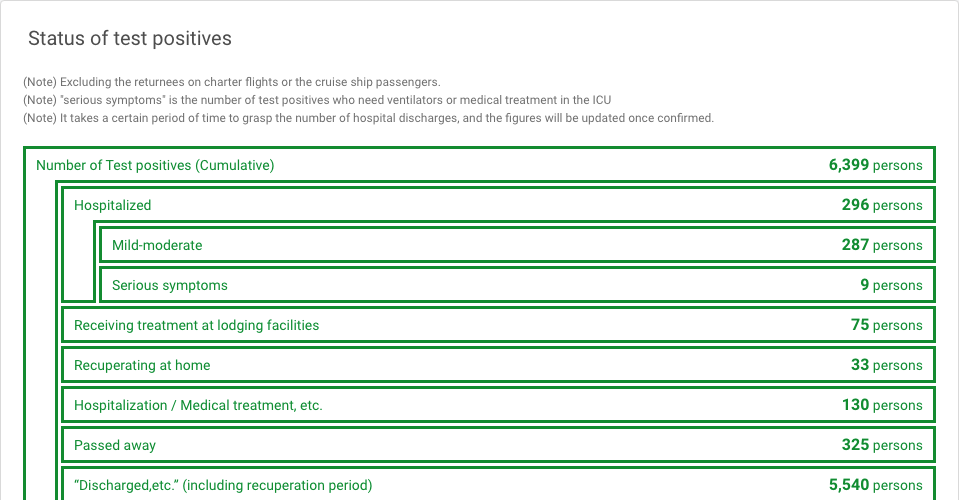 Status of test positives
(Note) Excluding the returnees on charter flights or the cruise ship passengers.
(Note) "serious symptoms" is the number of test positives who need ventilators or medical treatment in the ICU
(Note) It takes a certain period of time to grasp the number of hospital discharges, and the figures will be updated once confirmed.
Number of Test positives (Cumulative) 6,399 persons
Hospitalized 296 persons
Mild-moderate 287 persons
Serious symptoms 9 persons
Receiving treatment at lodging facilities 75 persons
Recuperating at home 33 persons
Hospitalization / Medical treatment, etc. 130 persons
Passed away 325 persons
“Discharged,etc.” (including recuperation period) 5,540 persons